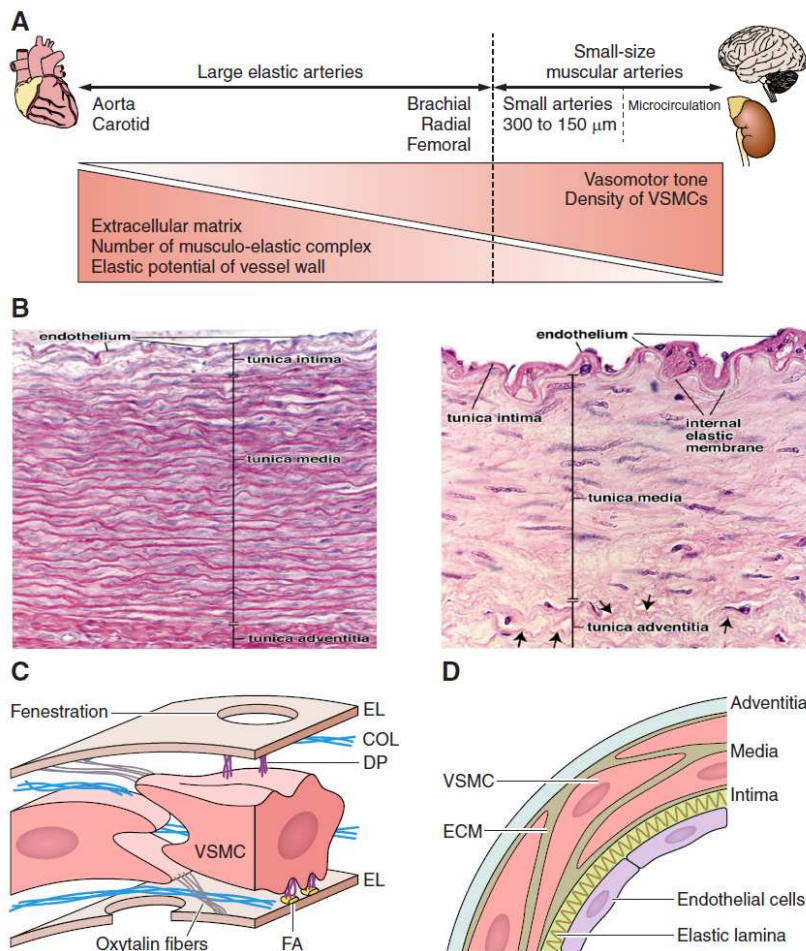 A
Large elastic arteries
Small-size
muscular arteries
Aorta
Carotid
Brachial
Radial
Femoral
Small arteries
300 to 150 μm
Microcirculation
Vasomotor tone
Density of VSMCs
Extracellular matrix
Number of musculo-elastic complex
Elastic potential of vessel wall
B
endothelium
tunica intima
tunica media
tunica adventitia
endothelium
tunica intima
internal
elastic
membrane
tunica media
tunica adventitia
C
Fenestration
EL
COL
DP
VSMC
EL
Oxytalin fibers
FA
D
Adventitia
Media
Intima
VSMC
ECM
Endothelial cells
Elastic lamina